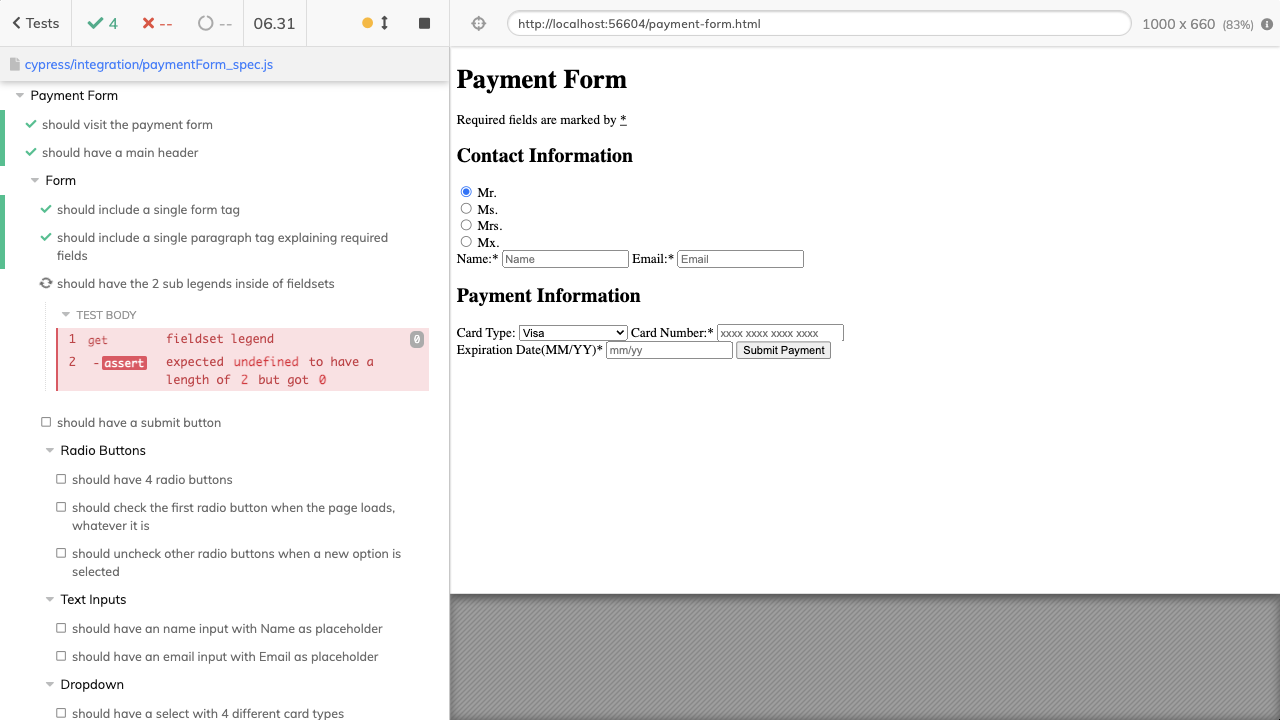 Tests 4 -- -- 06.31
http://localhost:56604/payment-form.html 1000 x 660 (83%)
cypress/integration/paymentForm_spec.js
Payment Form
should visit the payment form
should have a main header
Form
should include a single form tag
should include a single paragraph tag explaining required
fields
should have the 2 sub legends inside of fieldsets
TEST BODY
1 get fieldset legend 0
2 -assert expected undefined to have a
length of 2 but got 0
should have a submit button
Radio Buttons
should have 4 radio buttons
should check the first radio button when the page loads,
whatever it is
should uncheck other radio buttons when a new option is
selected
Text Inputs
should have an name input with Name as placeholder
should have an email input with Email as placeholder
Dropdown
should have a select with 4 different card types
Payment Form
Required fields are marked by *
Contact Information
Mr.
Ms.
Mrs.
Mx.
Name:* Name Email:* Email
Payment Information
Card Type: Visa Card Number:* xxxx xxxx xxxx xxxx
Expiration Date(MM/YY)* mm/yy Submit Payment